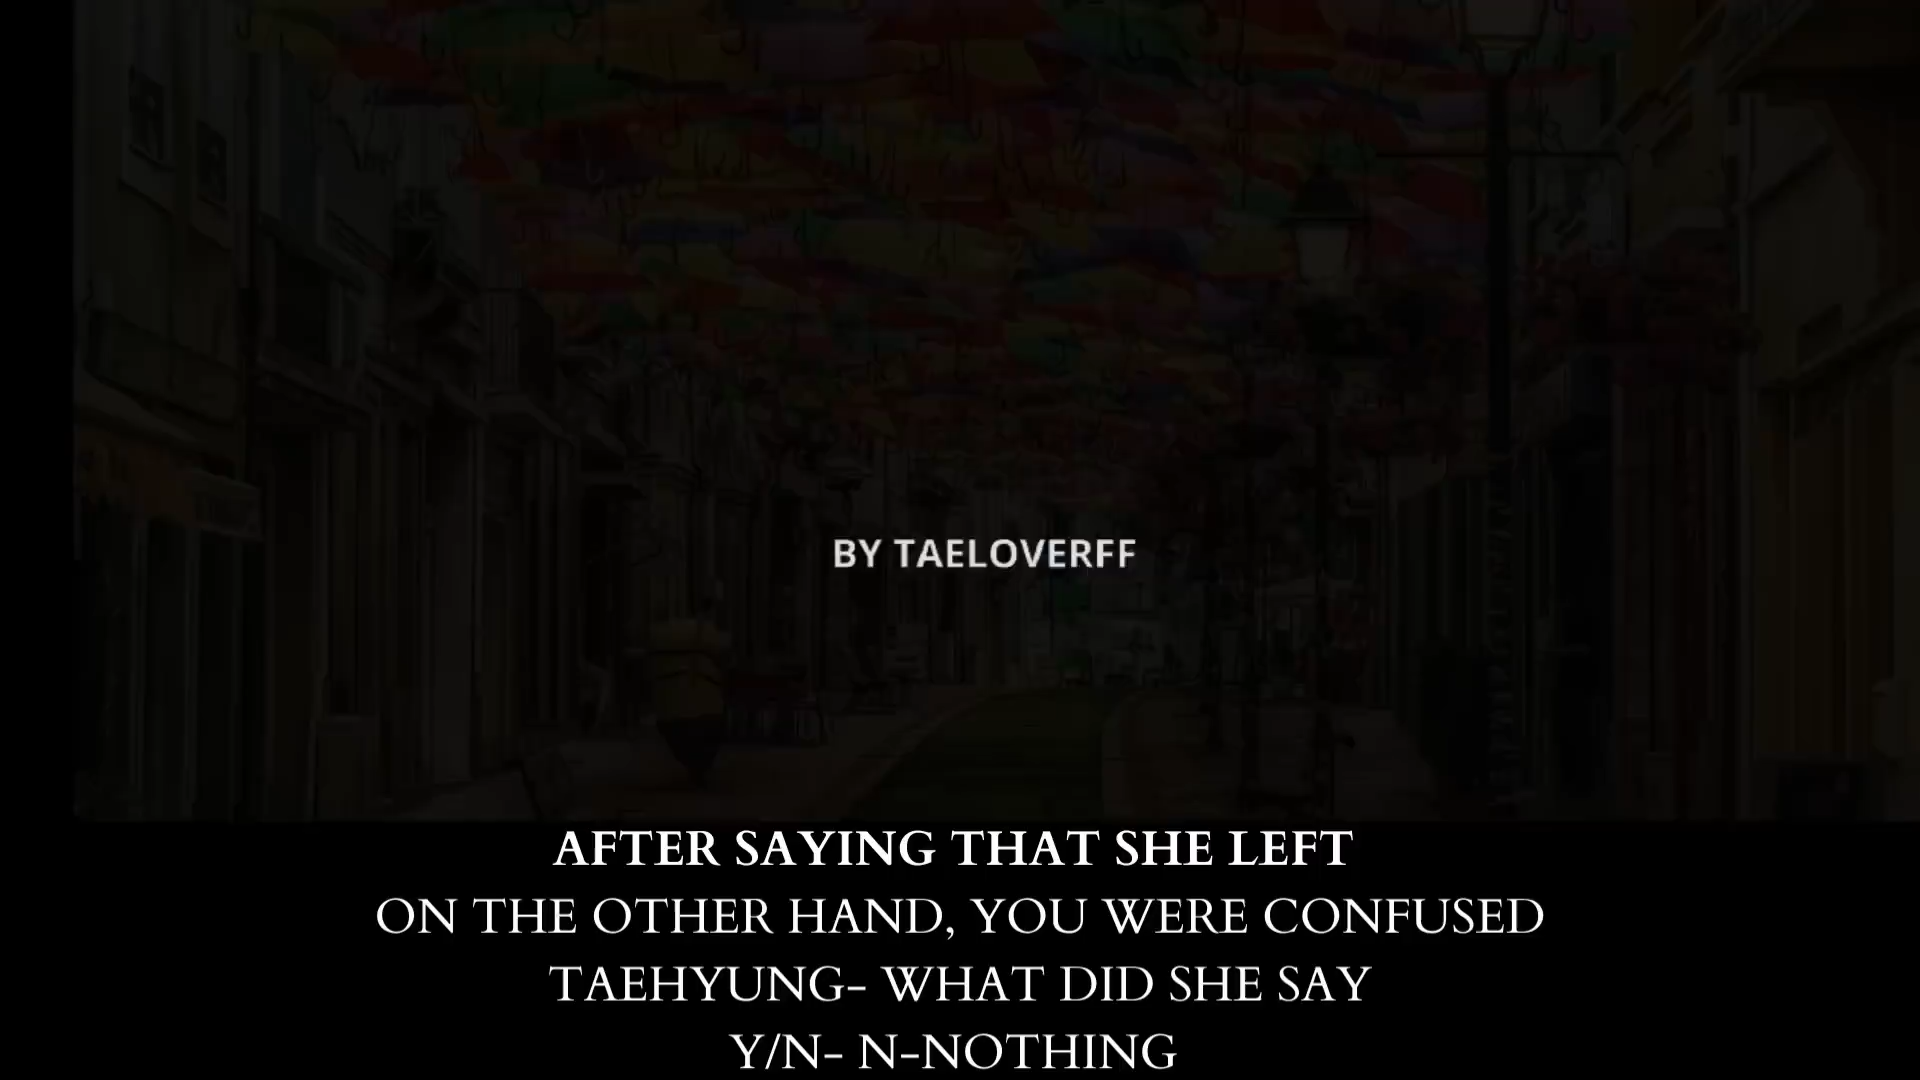 BY TAELOVERFF
AFTER SAYING THAT SHE LEFT
ON THE OTHER HAND, YOU WERE CONFUSED
TAEHYUNG- WHAT DID SHE SAY
Y/N- N-NOTHING